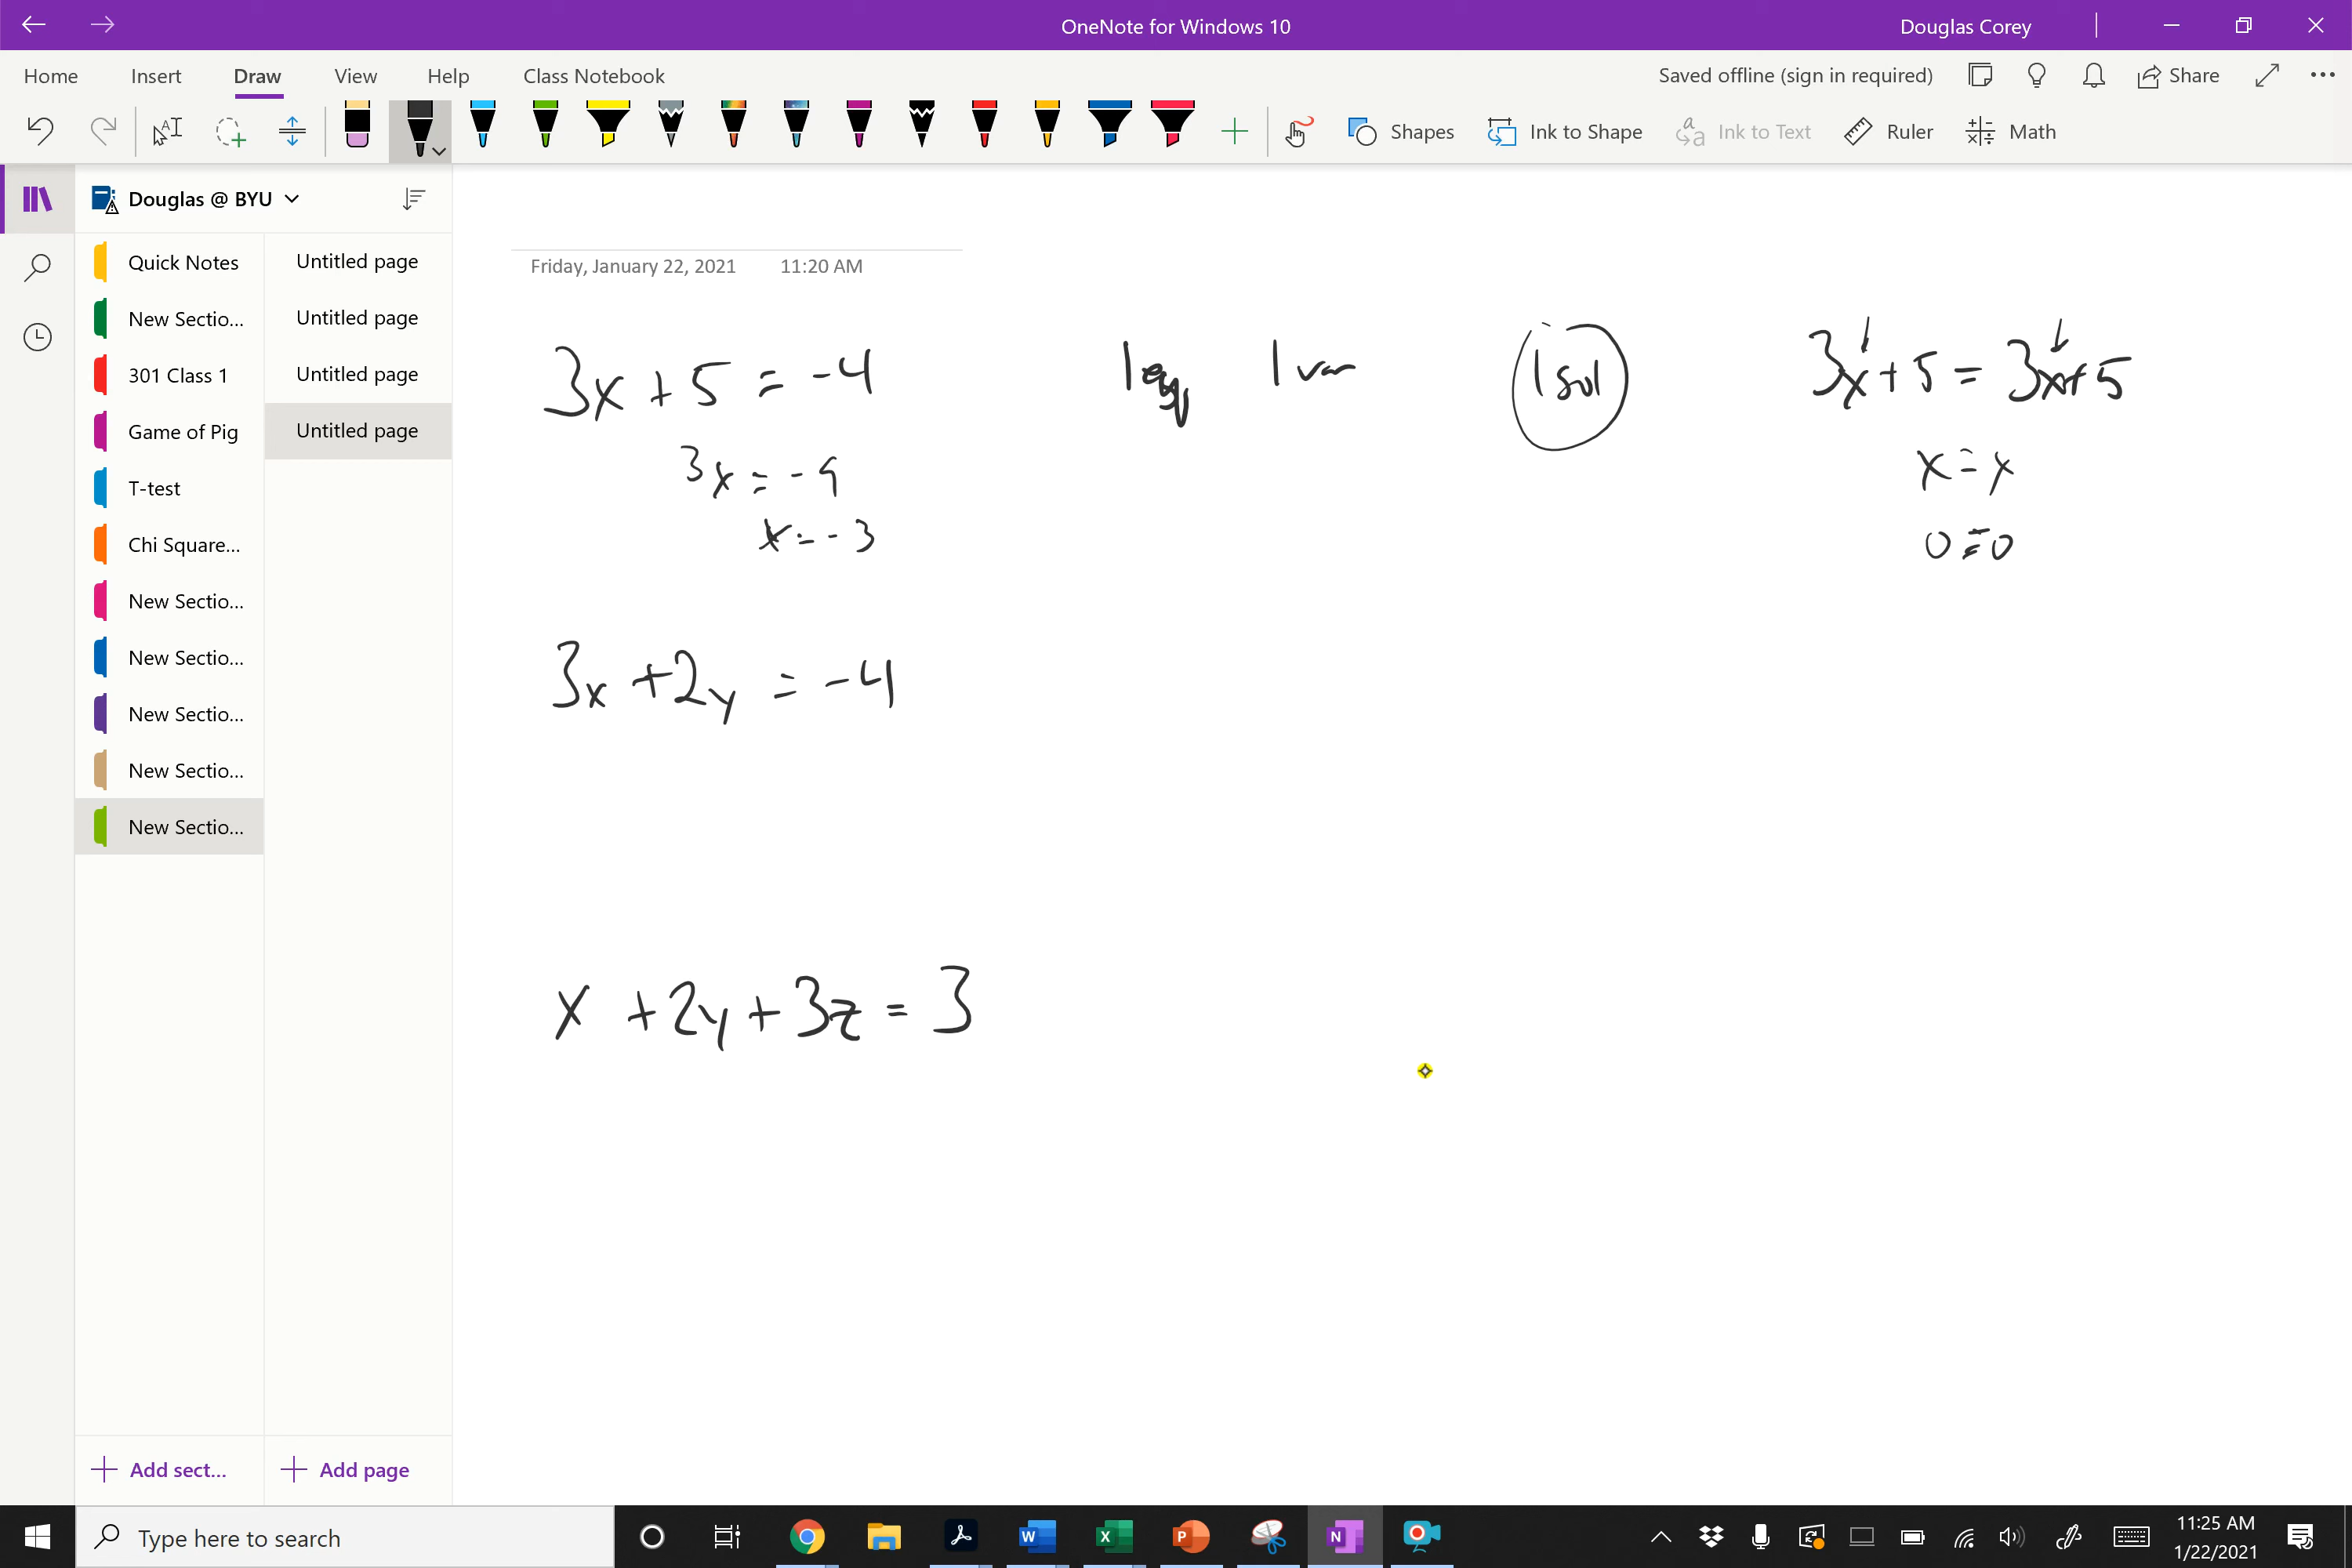 OneNote for Windows 10
Douglas Corey
Home Insert Draw View Help Class Notebook
Saved offline (sign in required)
Share
Shapes Ink to Shape Ink to Text Ruler Math
Douglas @ BYU
Quick Notes
New Sectio...
301 Class 1
Game of Pig
T-test
Chi Square...
New Sectio...
New Sectio...
New Sectio...
New Sectio...
New Sectio...
Untitled page
Untitled page
Untitled page
Untitled page
Add sect...
Add page
Friday, January 22, 2021 11:20 AM
3x + 5 = -4
1 eq 1 var
1 sol
3x + 5 = 3x + 5
3x = -9
x = x
x = -3
0 = 0
3x + 2y = -4
x + 2y + 3z = 3
Type here to search
11:25 AM
1/22/2021